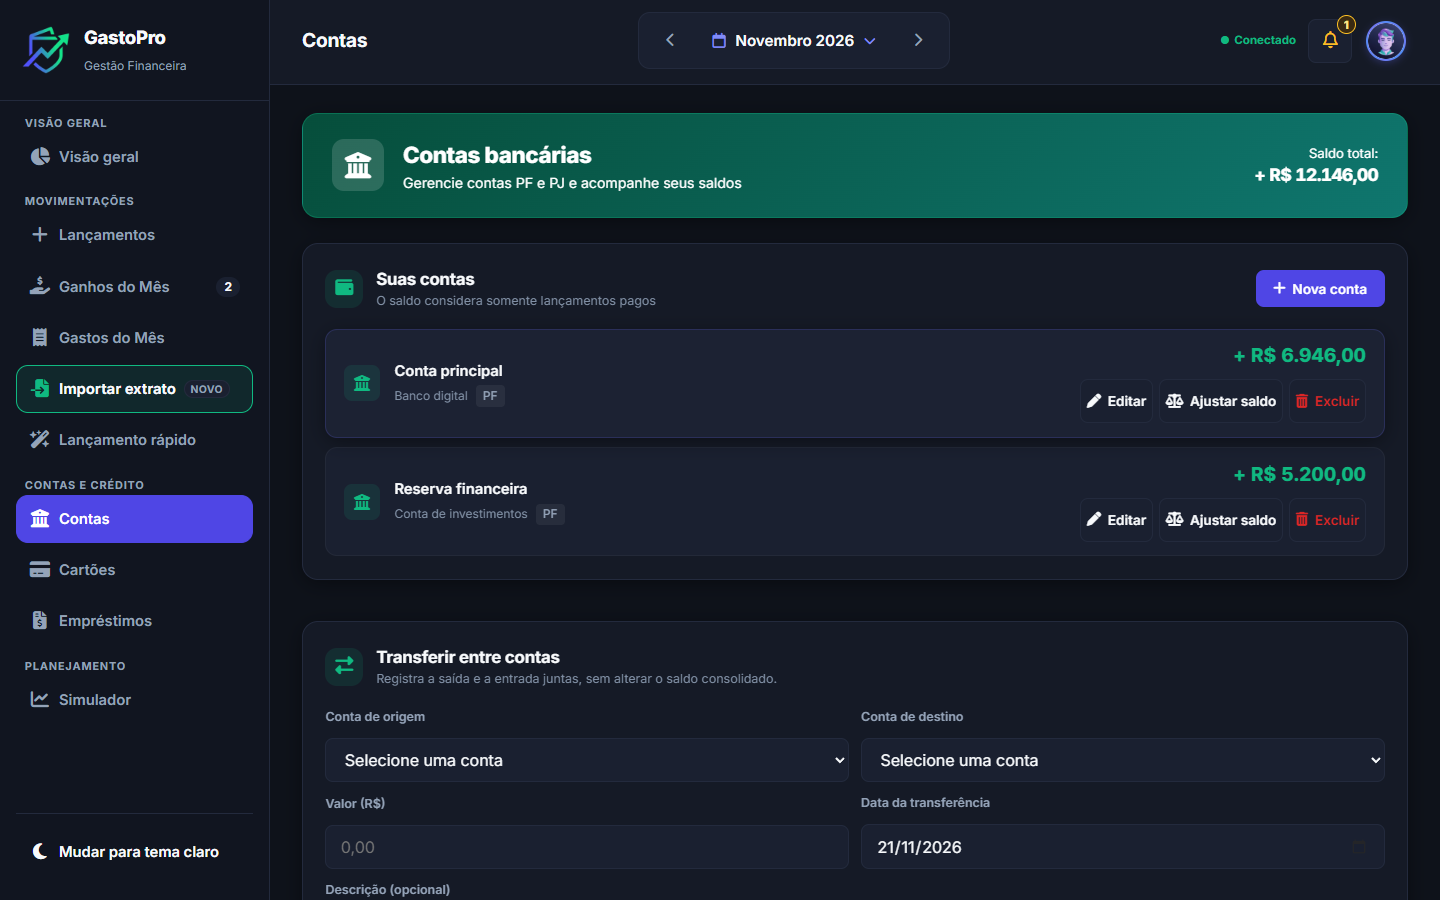 GastoPro
Gestão Financeira
VISÃO GERAL
Visão geral
MOVIMENTAÇÕES
Lançamentos
Ganhos do Mês 2
Gastos do Mês
Importar extrato NOVO
Lançamento rápido
CONTAS E CRÉDITO
Contas
Cartões
Empréstimos
PLANEJAMENTO
Simulador
Mudar para tema claro
Contas
Novembro 2026
Conectado
1
Contas bancárias
Gerencie contas PF e PJ e acompanhe seus saldos
Saldo total:
+ R$ 12.146,00
Suas contas
O saldo considera somente lançamentos pagos
+ Nova conta
Conta principal
Banco digital PF
+ R$ 6.946,00
Editar Ajustar saldo Excluir
Reserva financeira
Conta de investimentos PF
+ R$ 5.200,00
Editar Ajustar saldo Excluir
Transferir entre contas
Registra a saída e a entrada juntas, sem alterar o saldo consolidado.
Conta de origem
Selecione uma conta
Conta de destino
Selecione uma conta
Valor (R$)
0,00
Data da transferência
21/11/2026
Descrição (opcional)